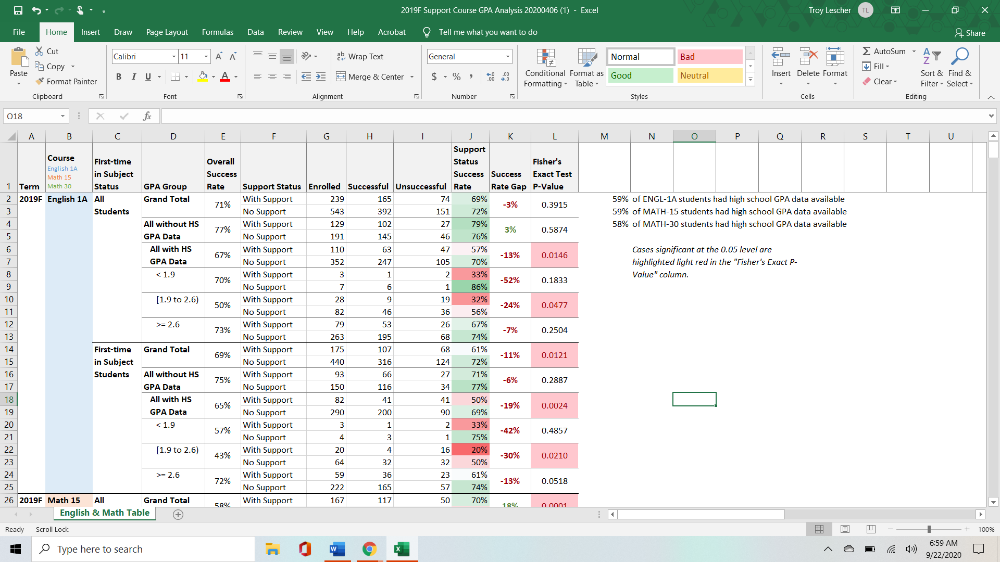 2019F Support Course GPA Analysis 20200406 (1) - Excel
Troy Lescher TL
File Home Insert Draw Page Layout Formulas Data Review View Help Acrobat Tell me what you want to do Share
Paste Cut Copy Format Painter Clipboard
Calibri 11 A A B I U A Font
ab Wrap Text Merge & Center Alignment
General $ % , Number
Conditional Formatting Format as Table Normal Bad Good Neutral Styles
Insert Delete Format Cells
AutoSum Fill Clear Sort & Filter Find & Select Editing
O18 fx
A B C D E F G H I J K L M N O P Q R S T U
1 Term Course English 1A Math 15 Math 30 First-time in Subject Status GPA Group Overall Success Rate Support Status Enrolled Successful Unsuccessful Support Status Success Rate Success Rate Gap Fisher's Exact Test P-Value
2 2019F English 1A All Students Grand Total 71% With Support 239 165 74 69% -3% 0.3915 59% of ENGL-1A students had high school GPA data available
3 No Support 543 392 151 72% 59% of MATH-15 students had high school GPA data available
4 All without HS GPA Data 77% With Support 129 102 27 79% 3% 0.5874 58% of MATH-30 students had high school GPA data available
5 No Support 191 145 46 76%
6 All with HS GPA Data 67% With Support 110 63 47 57% -13% 0.0146 Cases significant at the 0.05 level are
7 No Support 352 247 105 70% highlighted light red in the "Fisher's Exact P-
8 < 1.9 70% With Support 3 1 2 33% -52% 0.1833 Value" column.
9 No Support 7 6 1 86%
10 [1.9 to 2.6) 50% With Support 28 9 19 32% -24% 0.0477
11 No Support 82 46 36 56%
12 >= 2.6 73% With Support 79 53 26 67% -7% 0.2504
13 No Support 263 195 68 74%
14 First-time in Subject Students Grand Total 69% With Support 175 107 68 61% -11% 0.0121
15 No Support 440 316 124 72%
16 All without HS GPA Data 75% With Support 93 66 27 71% -6% 0.2887
17 No Support 150 116 34 77%
18 All with HS GPA Data 65% With Support 82 41 41 50% -19% 0.0024
19 No Support 290 200 90 69%
20 < 1.9 57% With Support 3 1 2 33% -42% 0.4857
21 No Support 4 3 1 75%
22 [1.9 to 2.6) 43% With Support 20 4 16 20% -30% 0.0210
23 No Support 64 32 32 50%
24 >= 2.6 72% With Support 59 36 23 61% -13% 0.0518
25 No Support 222 165 57 74%
26 2019F Math 15 All Grand Total 58% With Support 167 117 50 70% 18% 0.0001
English & Math Table
Ready Scroll Lock 100%
Type here to search
6:59 AM
9/22/2020